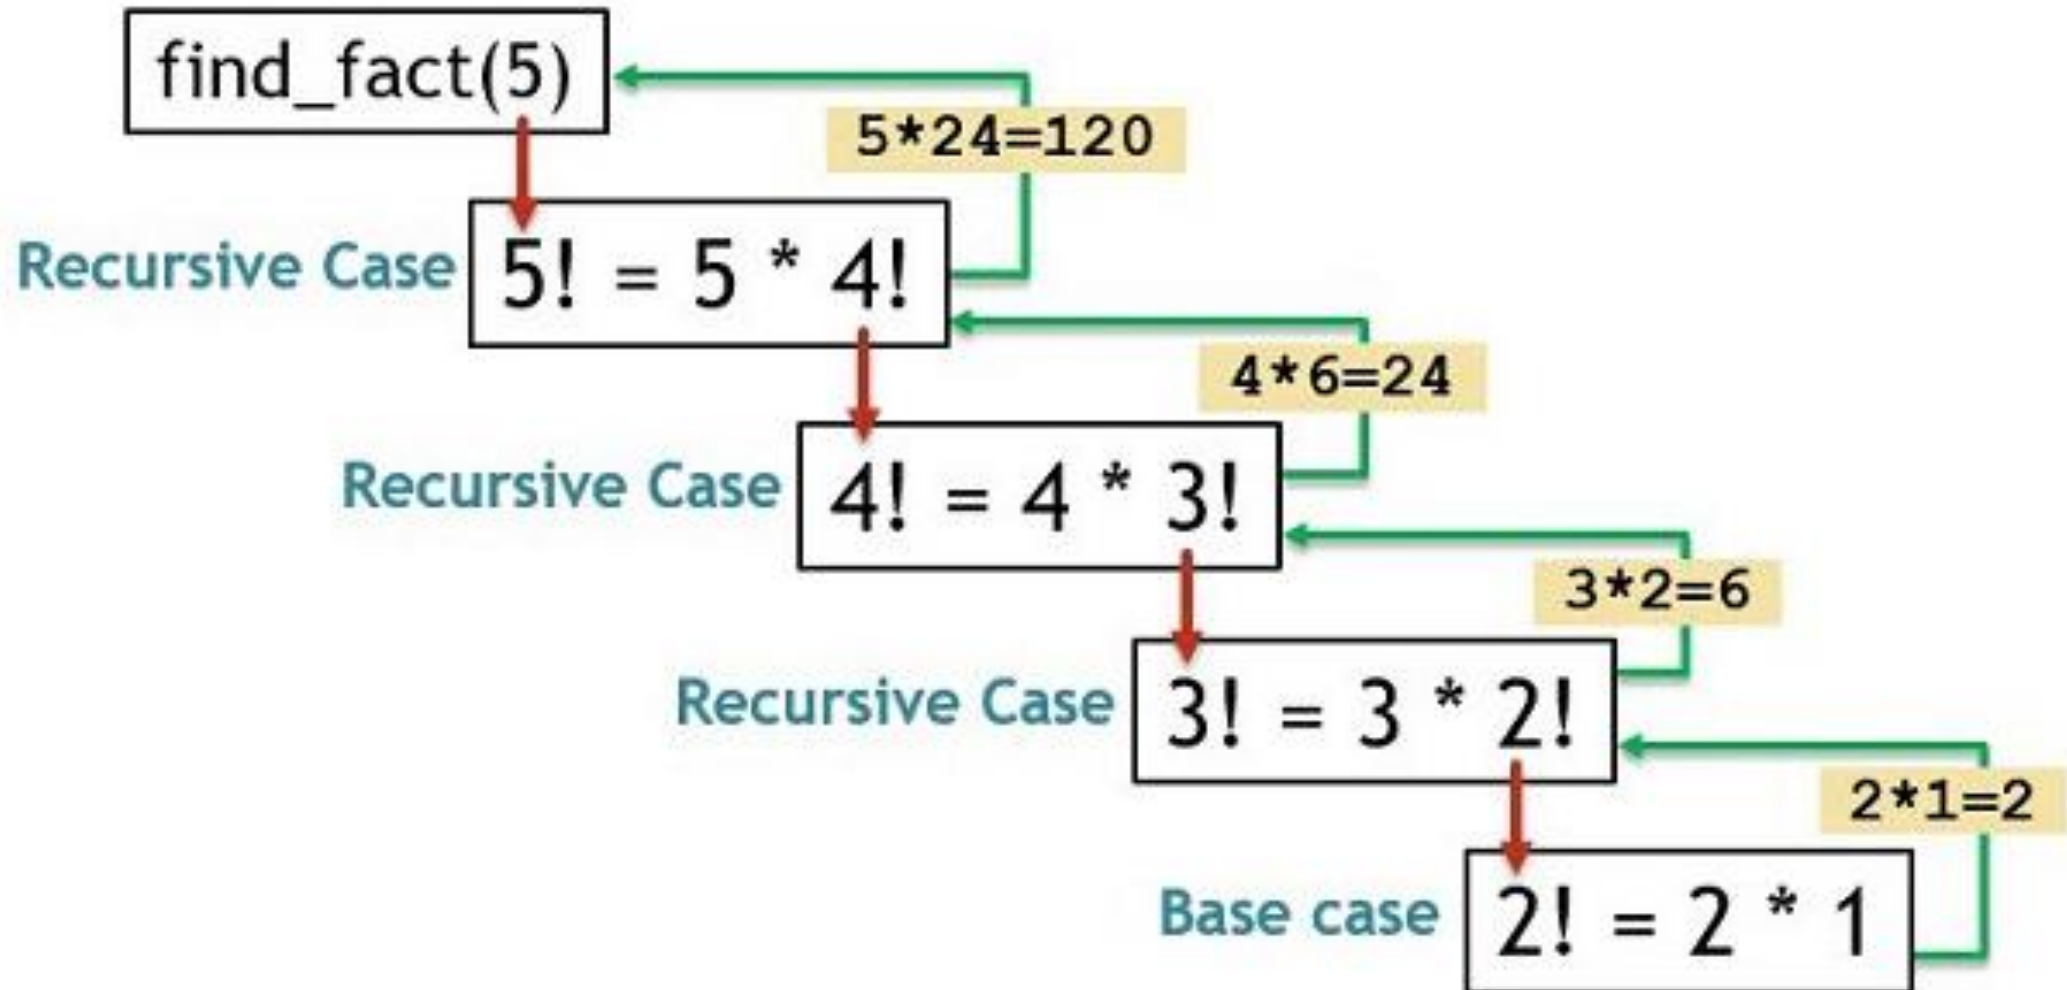 find_fact(5)
5*24=120
Recursive Case
5! = 5 * 4!
4*6=24
Recursive Case
4! = 4 * 3!
3*2=6
Recursive Case
3! = 3 * 2!
2*1=2
Base case
2! = 2 * 1